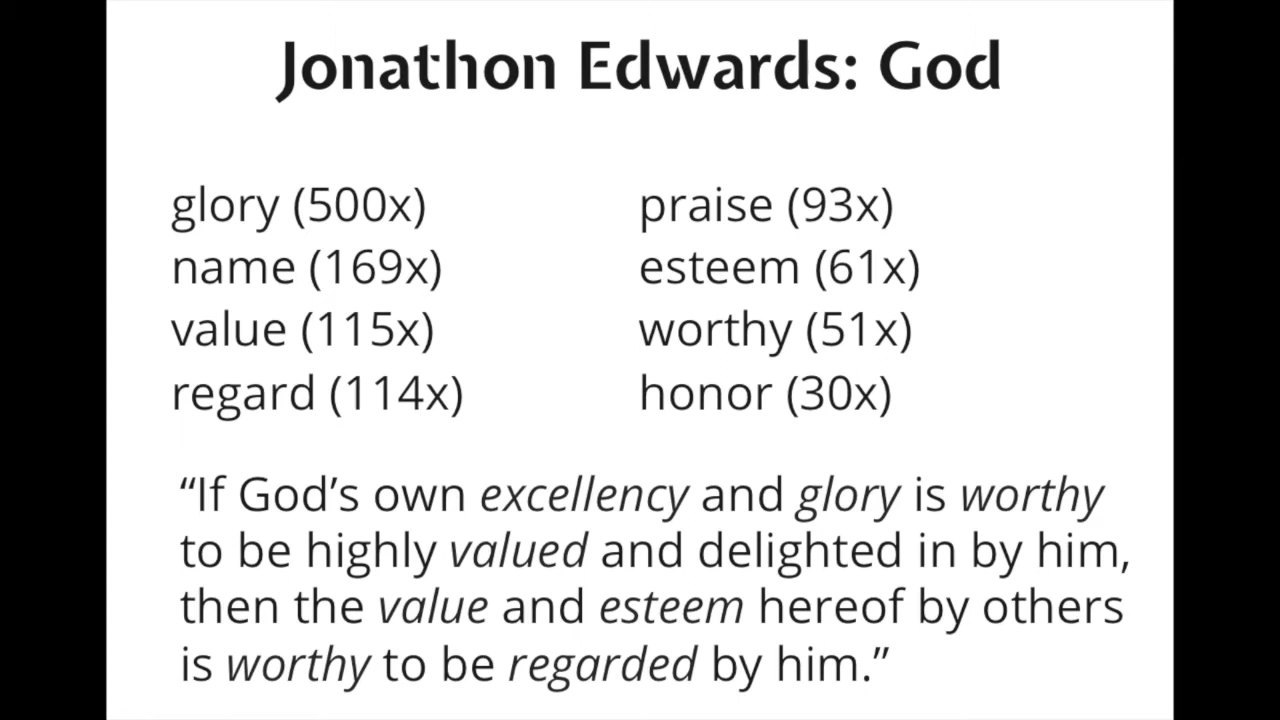 Jonathon Edwards: God
glory (500x)
name (169x)
value (115x)
regard (114x)
praise (93x)
esteem (61x)
worthy (51x)
honor (30x)
“If God’s own excellency and glory is worthy
to be highly valued and delighted in by him,
then the value and esteem hereof by others
is worthy to be regarded by him.”